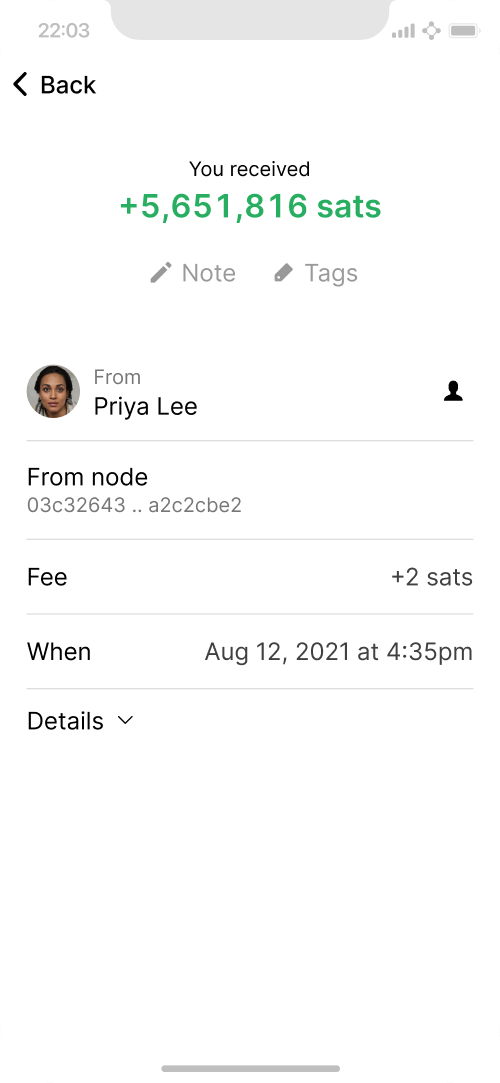 22:03
Back
You received
+5,651,816 sats
Note Tags
From
Priya Lee
From node
03c32643 .. a2c2cbe2
Fee +2 sats
When Aug 12, 2021 at 4:35pm
Details